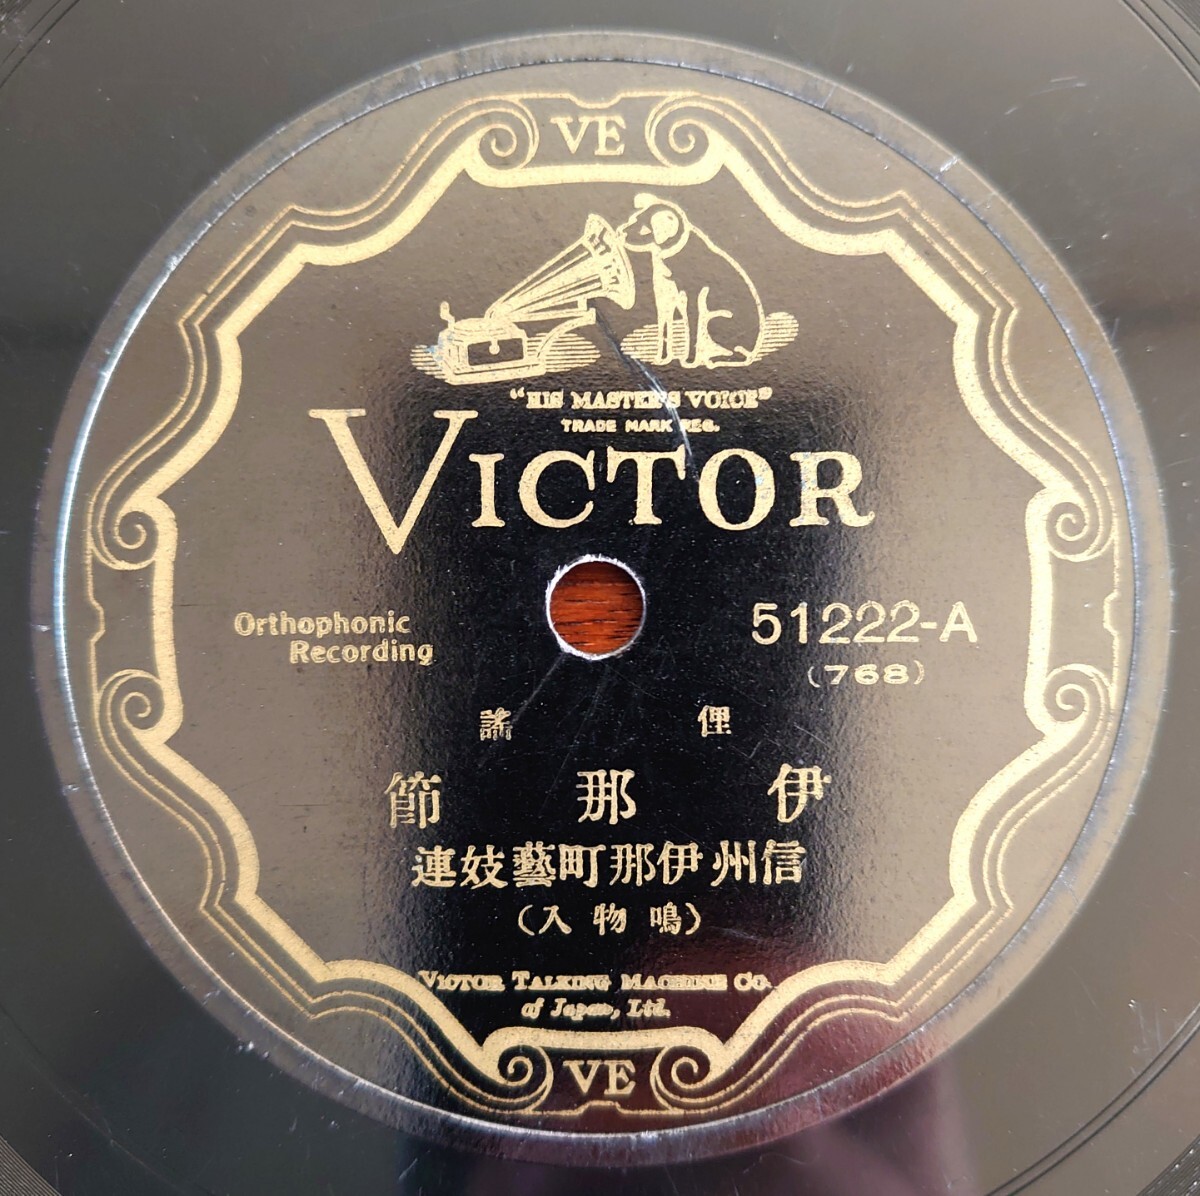 VE
"HIS MASTER'S VOICE"
TRADE MARK REG.
VICTOR
Orthophonic
Recording
51222-A
(768)
俚謠
伊那節
信州伊那町藝妓連
(鳴物入)
VICTOR TALKING MACHINE CO.
of Japan, Ltd.
VE